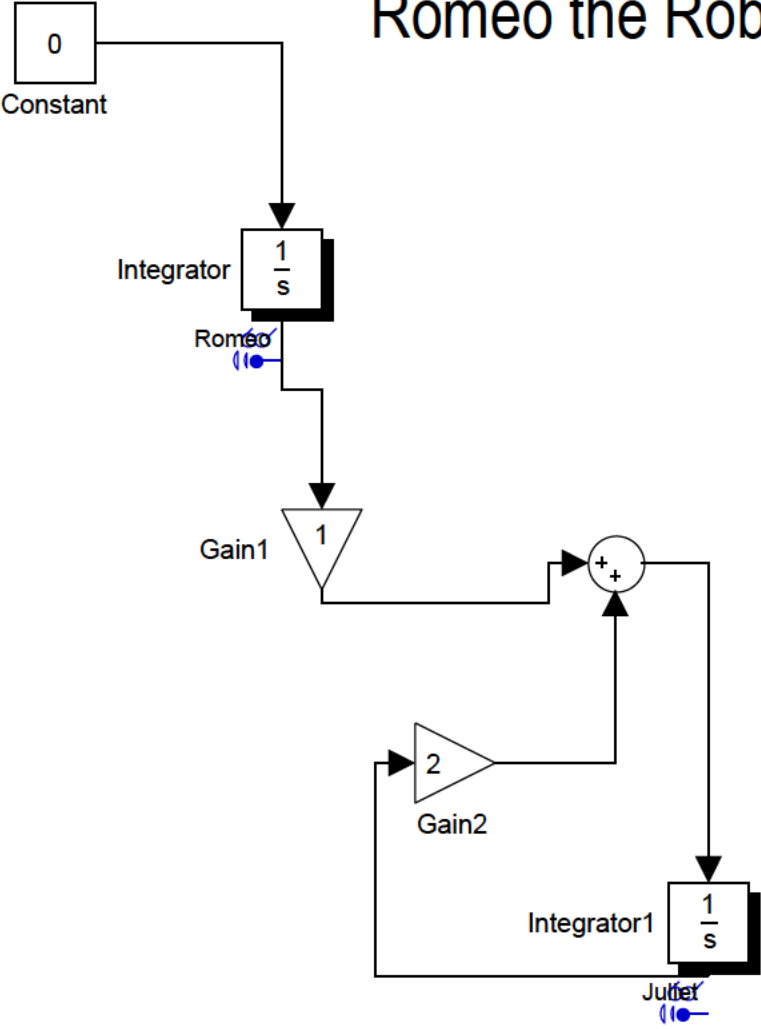 Romeo the Rob
0
Constant
1
s
Integrator
Romeo
1
Gain1
+
+
2
Gain2
1
s
Integrator1
Juliet